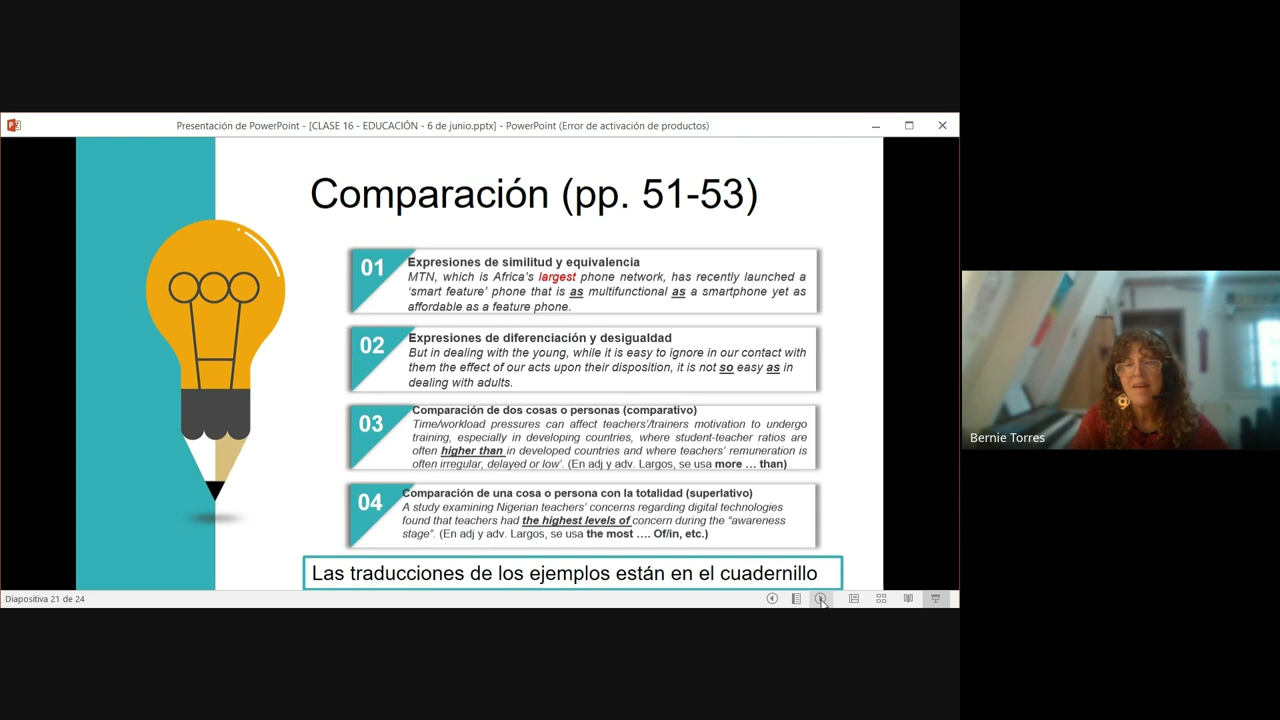 Presentación de PowerPoint - [CLASE 16 - EDUCACIÓN - 6 de junio.pptx] - PowerPoint (Error de activación de productos)
Comparación (pp. 51-53)
01
Expresiones de similitud y equivalencia
MTN, which is Africa's largest phone network, has recently launched a
'smart feature' phone that is as multifunctional as a smartphone yet as
affordable as a feature phone.
02
Expresiones de diferenciación y desigualdad
But in dealing with the young, while it is easy to ignore in our contact with
them the effect of our acts upon their disposition, it is not so easy as in
dealing with adults.
03
Comparación de dos cosas o personas (comparativo)
Time/workload pressures can affect teachers'/trainers motivation to undergo
training, especially in developing countries, where student-teacher ratios are
often higher than in developed countries and where teachers' remuneration is
often irregular, delayed or low'. (En adj y adv. Largos, se usa more ... than)
04
Comparación de una cosa o persona con la totalidad (superlativo)
A study examining Nigerian teachers' concerns regarding digital technologies
found that teachers had the highest levels of concern during the "awareness
stage". (En adj y adv. Largos, se usa the most .... Of/in, etc.)
Las traducciones de los ejemplos están en el cuadernillo
Diapositiva 21 de 24
Bernie Torres